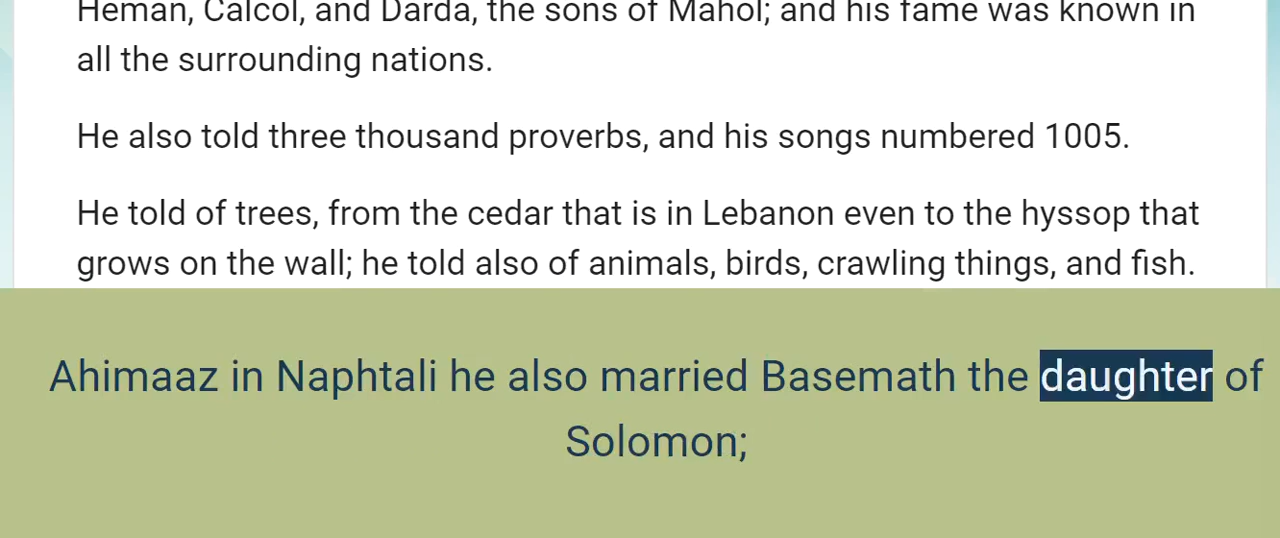 Heman, Calcol, and Darda, the sons of Mahol; and his fame was known in
all the surrounding nations.
He also told three thousand proverbs, and his songs numbered 1005.
He told of trees, from the cedar that is in Lebanon even to the hyssop that
grows on the wall; he told also of animals, birds, crawling things, and fish.
Ahimaaz in Naphtali he also married Basemath the daughter of
Solomon;